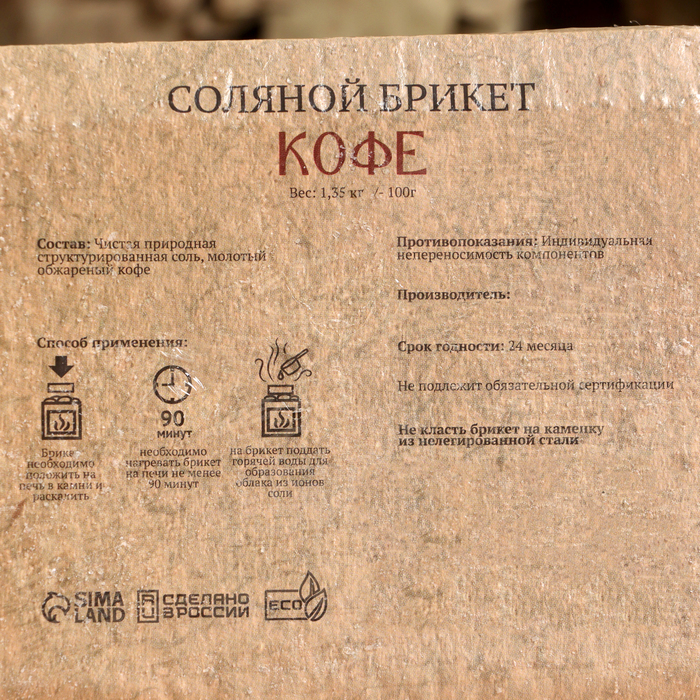 СОЛЯНОЙ БРИКЕТ
КОФЕ
Вес: 1,35 кг /- 100г
Состав: Чистая природная
структурированная соль, молотый
обжареный кофе
Способ применения:
90
минут
Брикет
необходимо
положить на
печь в камни и
раскалить
необходимо
нагревать брикет
на печи не менее
90 минут
на брикет поддать
горячей воды для
образования
облака из ионов
соли
Противопоказания: Индивидуальная
непереносимость компонентов
Производитель:
Срок годности: 24 месяца
Не подлежит обязательной сертификации
Не класть брикет на каменку
из нелегированной стали
SIMA
LAND
СДЕЛАНО
В РОССИИ
ECO